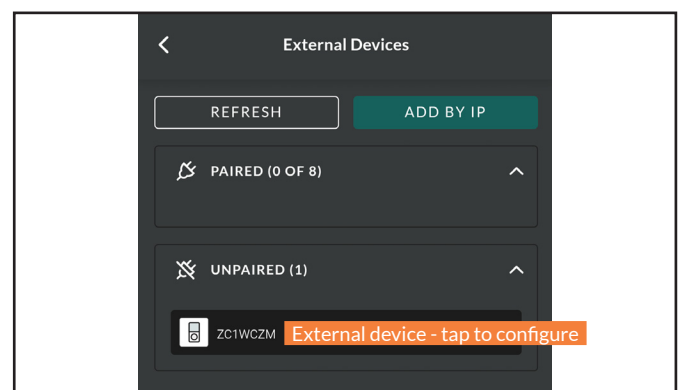 External Devices
REFRESH
ADD BY IP
PAIRED (0 OF 8)
UNPAIRED (1)
ZC1WCZM
External device - tap to configure